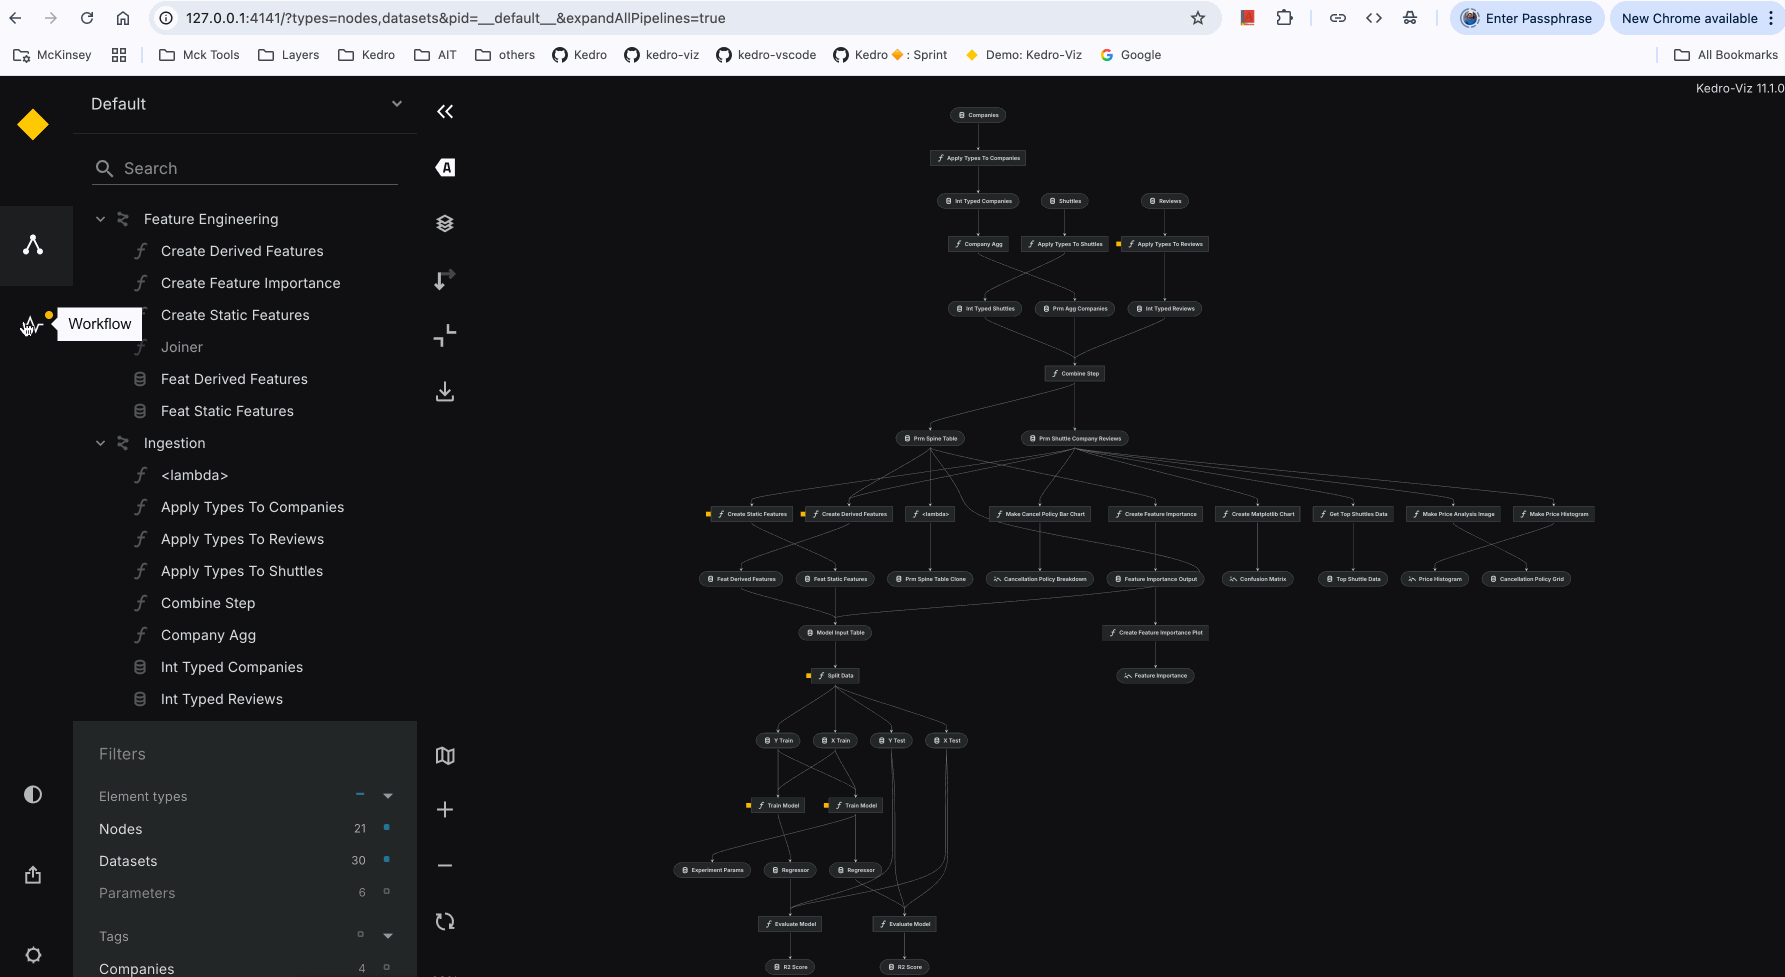 127.0.0.1:4141/?types=nodes,datasets&pid=__default__&expandAllPipelines=true
Enter Passphrase
New Chrome available
McKinsey
Mck Tools
Layers
Kedro
AIT
others
Kedro
kedro-viz
kedro-vscode
Kedro 🔶 : Sprint
Demo: Kedro-Viz
Google
All Bookmarks
Kedro-Viz 11.1.0
Default
Search
Feature Engineering
Create Derived Features
Create Feature Importance
Create Static Features
Workflow
Joiner
Feat Derived Features
Feat Static Features
Ingestion
<lambda>
Apply Types To Companies
Apply Types To Reviews
Apply Types To Shuttles
Combine Step
Company Agg
Int Typed Companies
Int Typed Reviews
Filters
Element types
Nodes 21
Datasets 30
Parameters 6
Tags
Companies 4
A
Companies
Apply Types To Companies
Int Typed Companies
Shuttles
Reviews
Company Agg
Apply Types To Shuttles
Apply Types To Reviews
Int Typed Shuttles
Prm Agg Companies
Int Typed Reviews
Combine Step
Prm Spine Table
Prm Shuttle Company Reviews
Create Static Features
Create Derived Features
<lambda>
Make Cancel Policy Bar Chart
Create Feature Importance
Create Matplotlib Chart
Get Top Shuttles Data
Make Price Analysis Image
Make Price Histogram
Feat Derived Features
Feat Static Features
Prm Spine Table Clone
Cancellation Policy Breakdown
Feature Importance Output
Confusion Matrix
Top Shuttle Data
Price Histogram
Cancellation Policy Grid
Model Input Table
Create Feature Importance Plot
Split Data
Feature Importance
Y Train
X Train
Y Test
X Test
Train Model
Train Model
Experiment Params
Regressor
Regressor
Evaluate Model
Evaluate Model
R2 Score
R2 Score